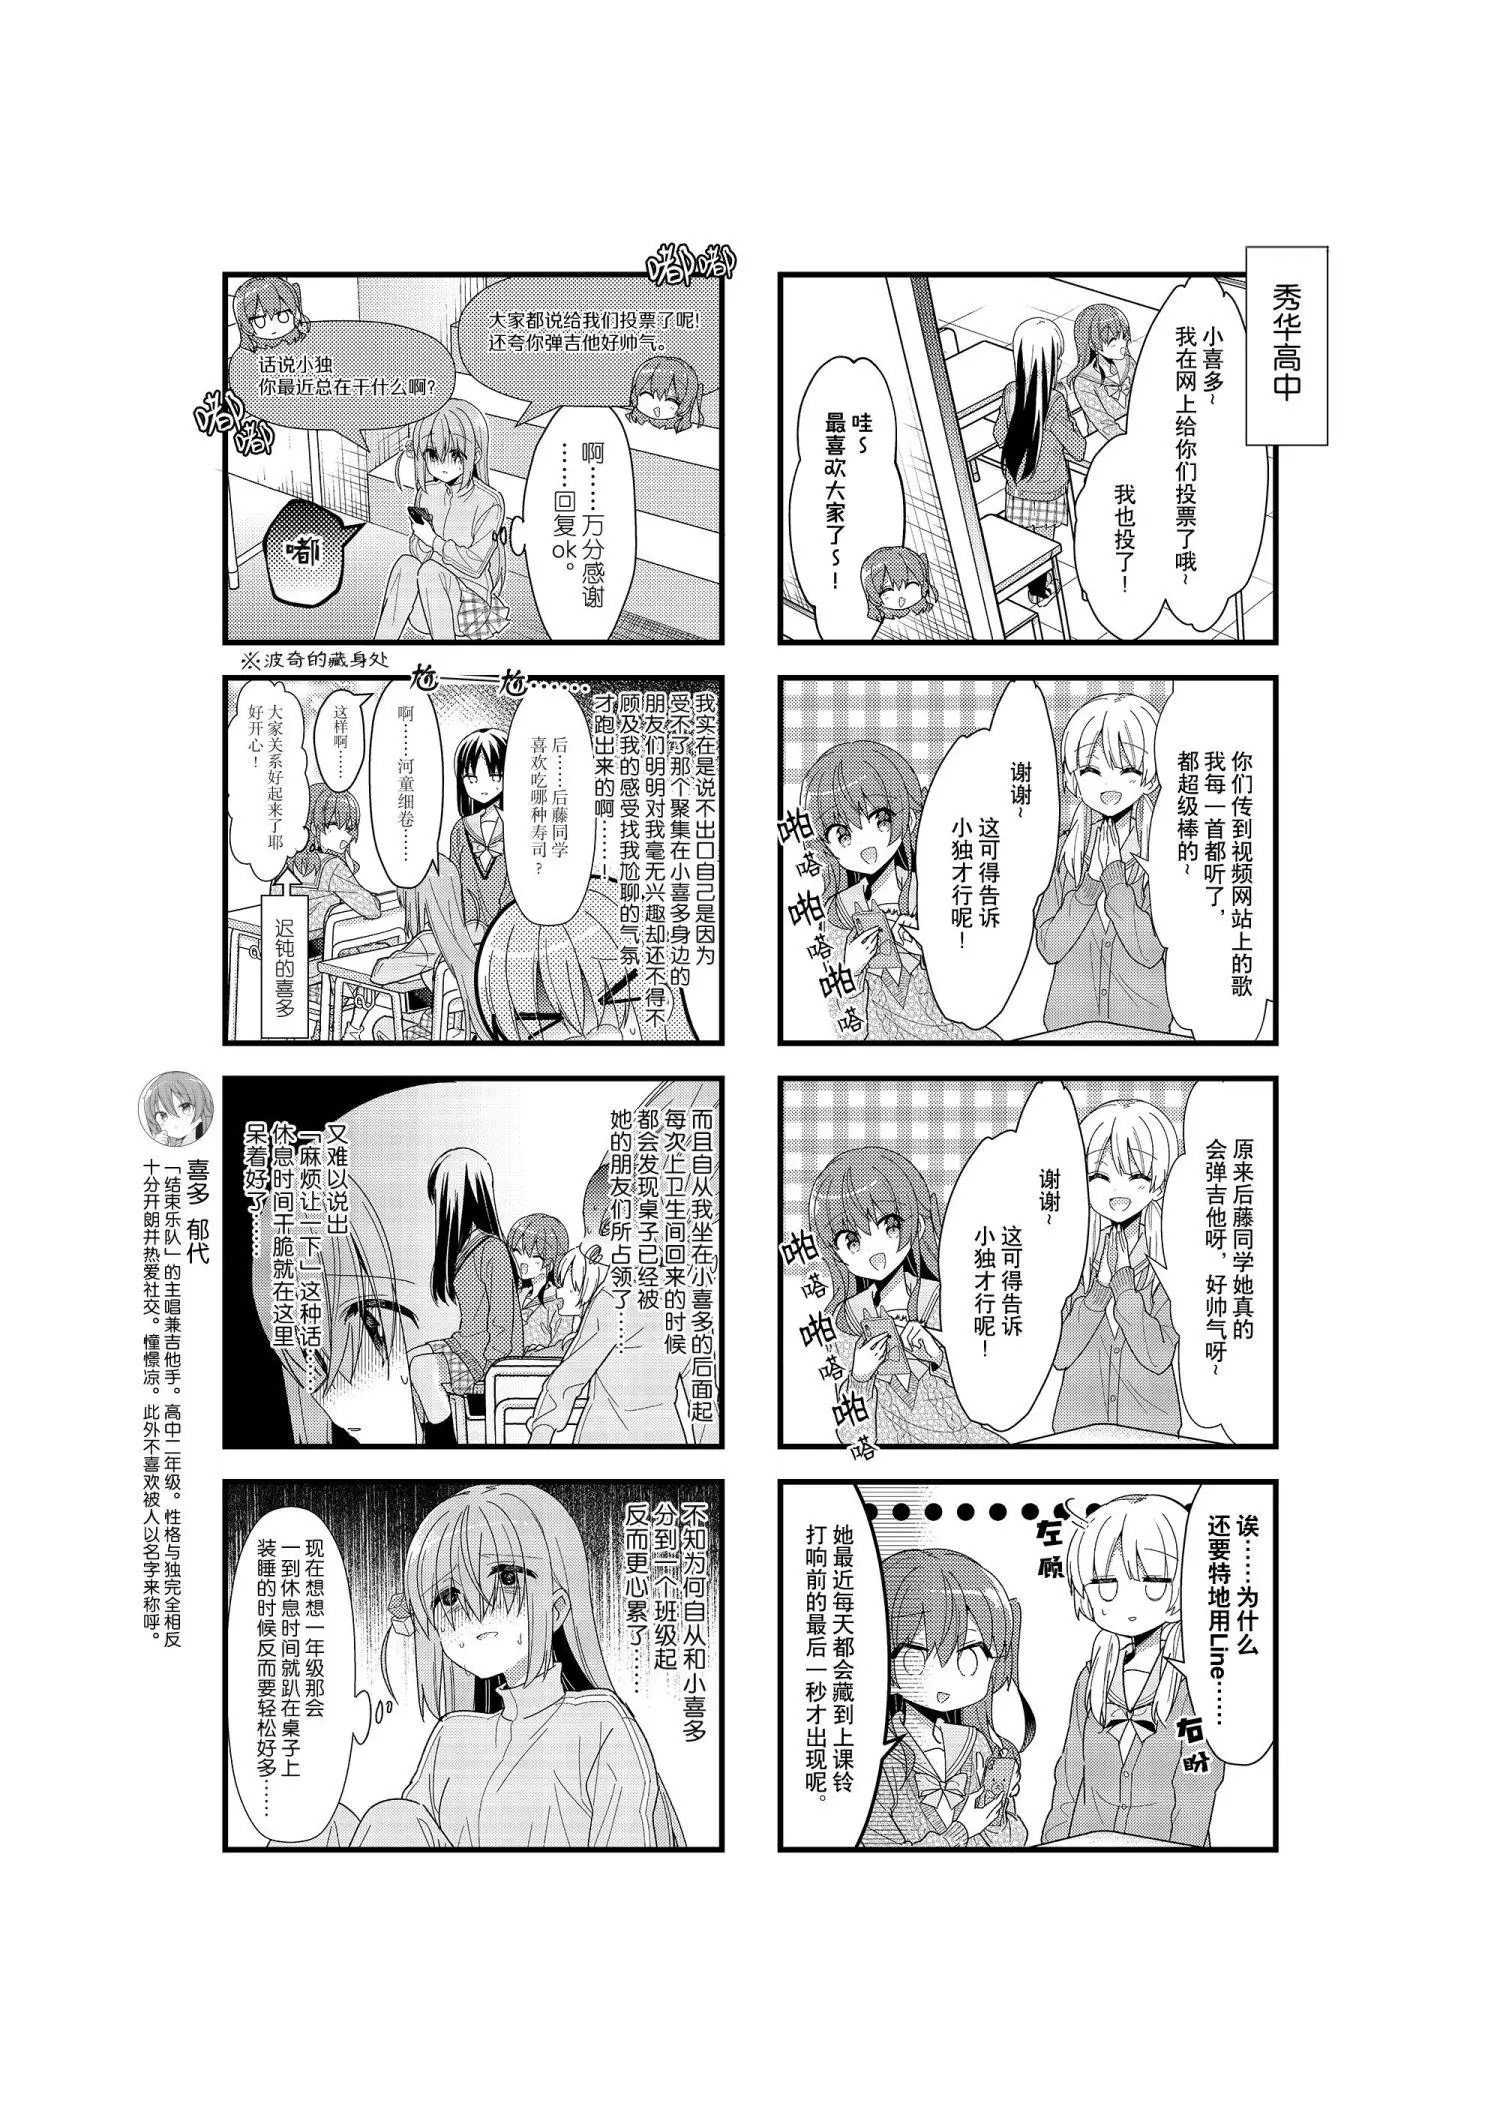 秀华高中
小喜多~
我在网上给你们投票了哦~
我也投了！
哇~
最喜欢大家了~！
你们传到视频网站上的歌
我每一首都听了，
都超级棒的~
谢谢~
这可得告诉
小独才行呢！
啪
嗒
啪
嗒
啪
嗒
原来后藤同学她真的
会弹吉他呀，好帅气呀~
谢谢~
这可得告诉
小独才行呢！
啪
嗒
啪
嗒
啪
嗒
诶……为什么
还要特地用Line……
左顾
右盼
她最近每天都会藏到上课铃
打响前的最后一秒才出现呢。
嘟嘟
大家都说给我们投票了呢！
还夸你弹吉他好帅气。
话说小独
你最近总在干什么啊？
嘟
嘟
啊……万分感谢
……回复ok。
嘟
※波奇的藏身处
我实在是说不出口自己是因为
受不了那个聚集在小喜多身边的
朋友们明明对我毫无兴趣却还不得不
顾及我的感受找我尬聊的气氛
才跑出来的啊……！
尬——尬……
后……后藤同学
喜欢吃哪种寿司？
啊……河童细卷……
这样啊……
大家关系好起来了耶
好开心！
迟钝的喜多
而且自从我坐在小喜多的后面起
每次上卫生间回来的时候
都会发现桌子已经被
她的朋友们所占领了……
又难以说出
「麻烦让一下」这种话……
休息时间干脆就在这里
呆着好了……
不知为何自从和小喜多
分到一个班级起
反而更心累了……
现在想想一年级那会
一到休息时间就趴在桌子上
装睡的时候反而要轻松好多……
喜多 郁代
「结束乐队」的主唱兼吉他手。高中二年级。性格与独完全相反
十分开朗并热爱社交。憧憬凉。此外不喜欢被人以名字来称呼。